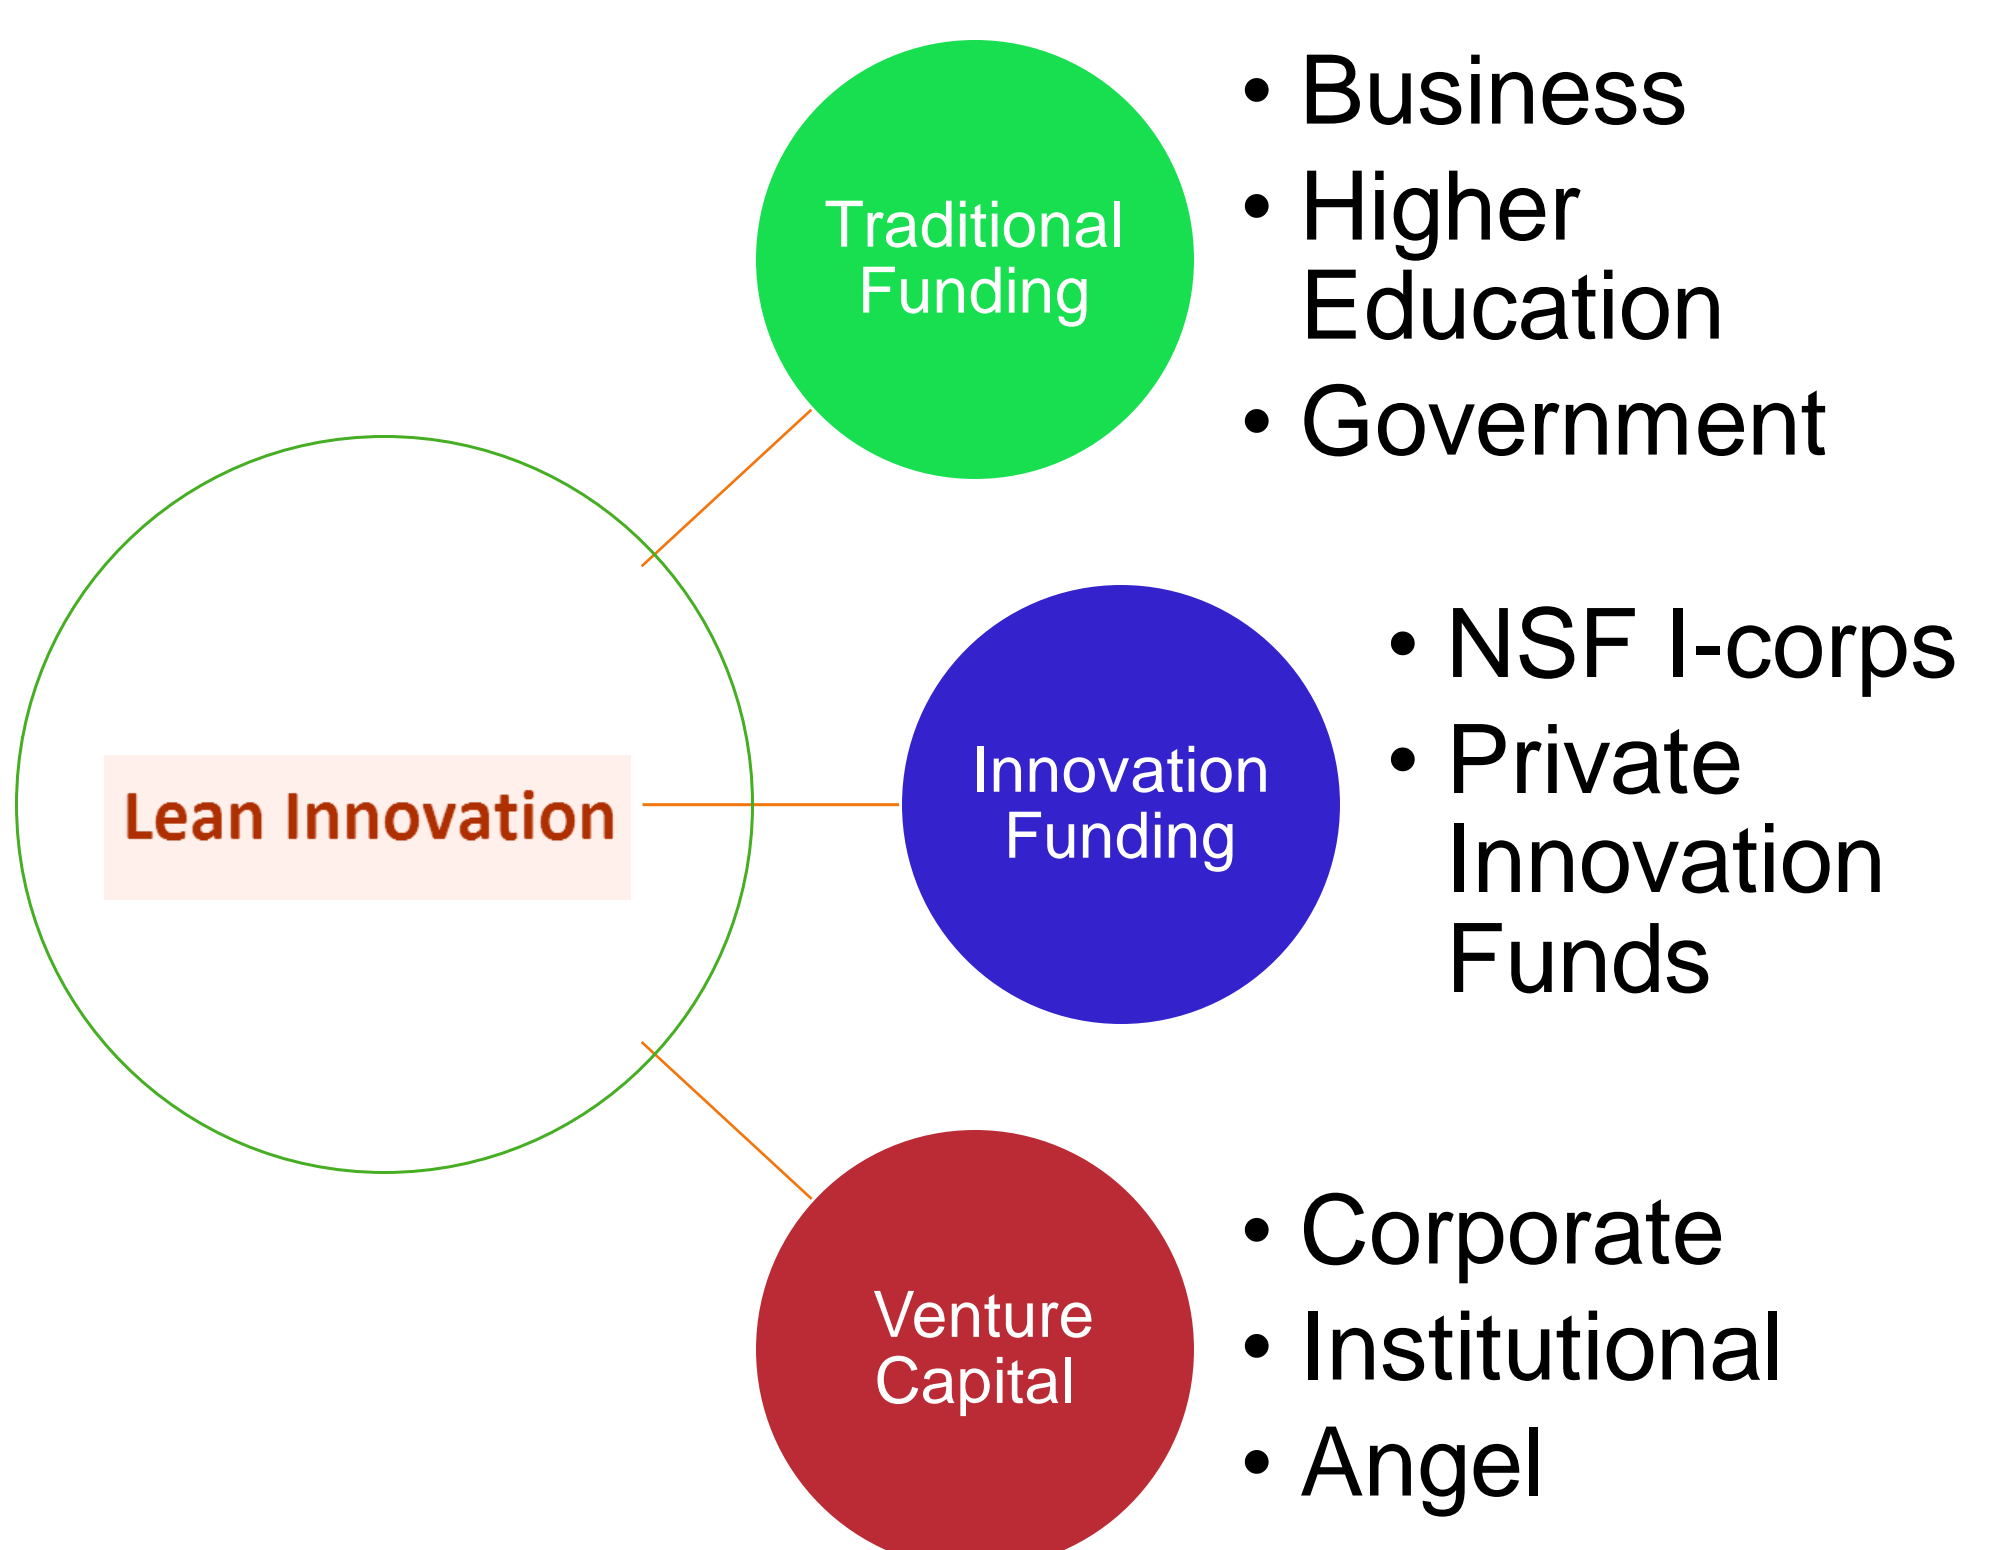 Lean Innovation
Traditional
Funding
• Business
• Higher
Education
• Government
Innovation
Funding
• NSF I-corps
• Private
Innovation
Funds
Venture
Capital
• Corporate
• Institutional
• Angel